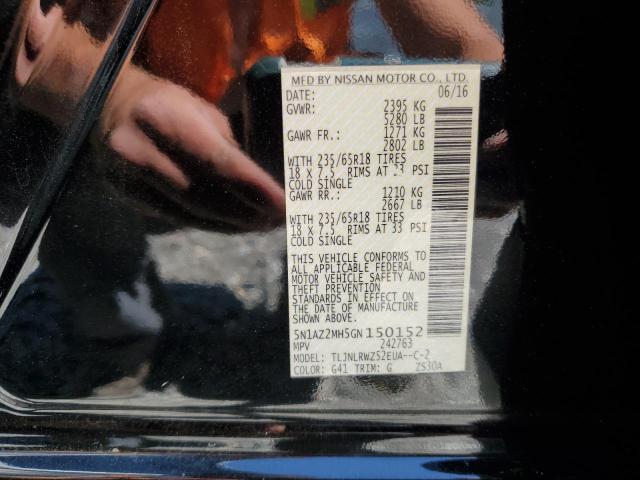 MFD BY NISSAN MOTOR CO., LTD.
DATE: 06/16
GVWR: 2395 KG
5280 LB
GAWR FR.: 1271 KG
2802 LB
WITH 235/65R18 TIRES
18 X 7.5 RIMS AT 33 PSI
COLD SINGLE
GAWR RR.: 1210 KG
2667 LB
WITH 235/65R18 TIRES
18 X 7.5 RIMS AT 33 PSI
COLD SINGLE
THIS VEHICLE CONFORMS TO
ALL APPLICABLE FEDERAL
MOTOR VEHICLE SAFETY AND
THEFT PREVENTION
STANDARDS IN EFFECT ON
THE DATE OF MANUFACTURE
SHOWN ABOVE.
5N1AZ2MH5GN150152
MPV 242763
MODEL: TLJNLRWZ52EUA--C-2
COLOR: G41 TRIM: G Z530A